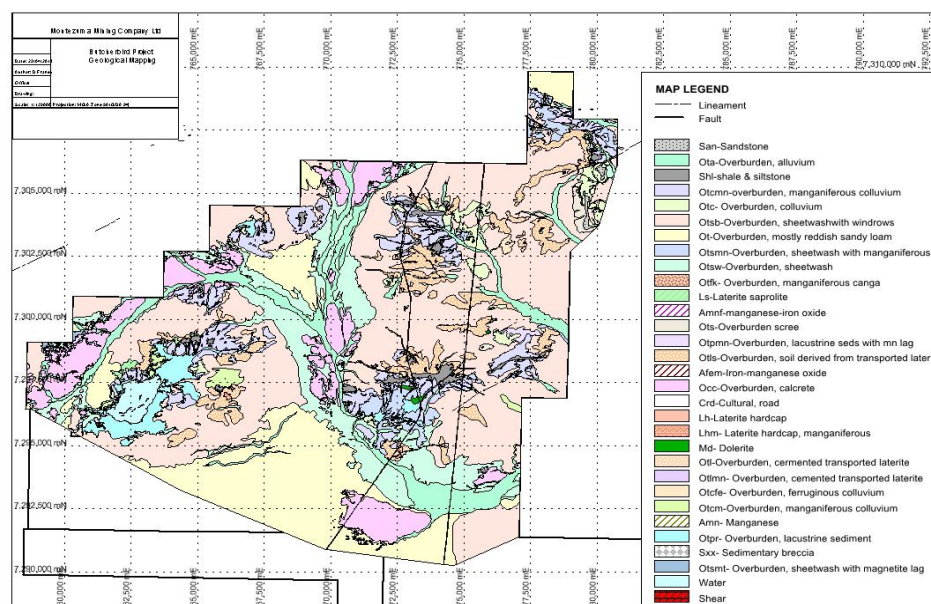 Montezuma Mining Company Ltd
Butcherbird Project
Geological Mapping
Office:
Drawing:
765,000 mE
767,500 mE
770,000 mE
772,500 mE
775,000 mE
777,500 mE
780,000 mE
782,500 mE
785,000 mE
787,500 mE
790,000 mE
7,310,000 mN
7,305,000 mN
7,302,500 mN
7,300,000 mN
7,295,000 mN
7,292,500 mN
7,290,000 mN
MAP LEGEND
Lineament
Fault
San-Sandstone
Ota-Overburden, alluvium
Shl-shale & siltstone
Otcmn-overburden, manganiferous colluvium
Otc- Overburden, colluvium
Otsb-Overburden, sheetwashwith windrows
Ot-Overburden, mostly reddish sandy loam
Otsmn-Overburden, sheetwash with manganiferous
Otsw-Overburden, sheetwash
Otfk- Overburden, manganiferous canga
Ls-Laterite saprolite
Amnf-manganese-iron oxide
Ots-Overburden scree
Otpmn-Overburden, lacustrine seds with mn lag
Otls-Overburden, soil derived from transported later
Afem-Iron-manganese oxide
Occ-Overburden, calcrete
Crd-Cultural, road
Lh-Laterite hardcap
Lhm- Laterite hardcap, manganiferous
Md- Dolerite
Otl-Overburden, cermented transported laterite
Otlmn- Overburden, cemented transported laterite
Otcfe- Overburden, ferruginous colluvium
Otcm-Overburden, manganiferous colluvium
Amn- Manganese
Otpr- Overburden, lacustrine sediment
Sxx- Sedimentary breccia
Otsmt- Overburden, sheetwash with magnetite lag
Water
Shear